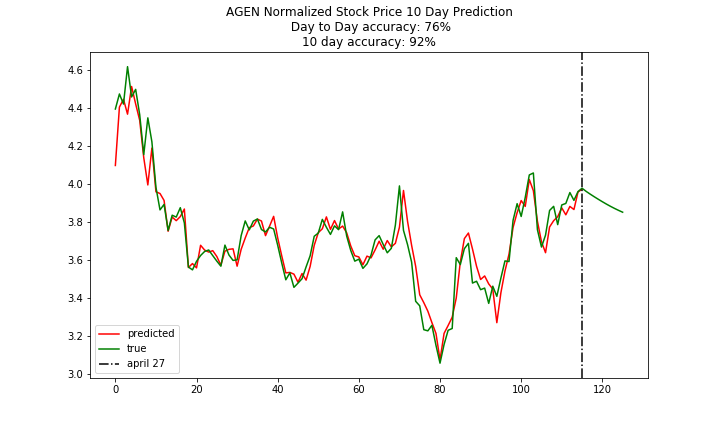 AGEN Normalized Stock Price 10 Day Prediction
Day to Day accuracy: 76%
10 day accuracy: 92%
4.6
4.4
4.2
4.0
3.8
3.6
3.4
3.2
3.0
predicted
true
april 27
0 20 40 60 80 100 120